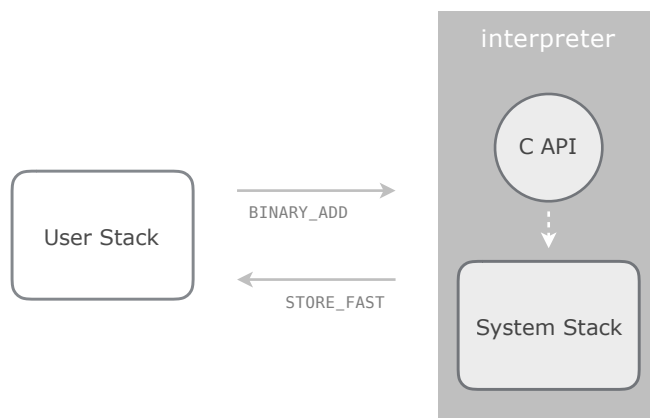 interpreter
C API
User Stack
BINARY_ADD
STORE_FAST
System Stack